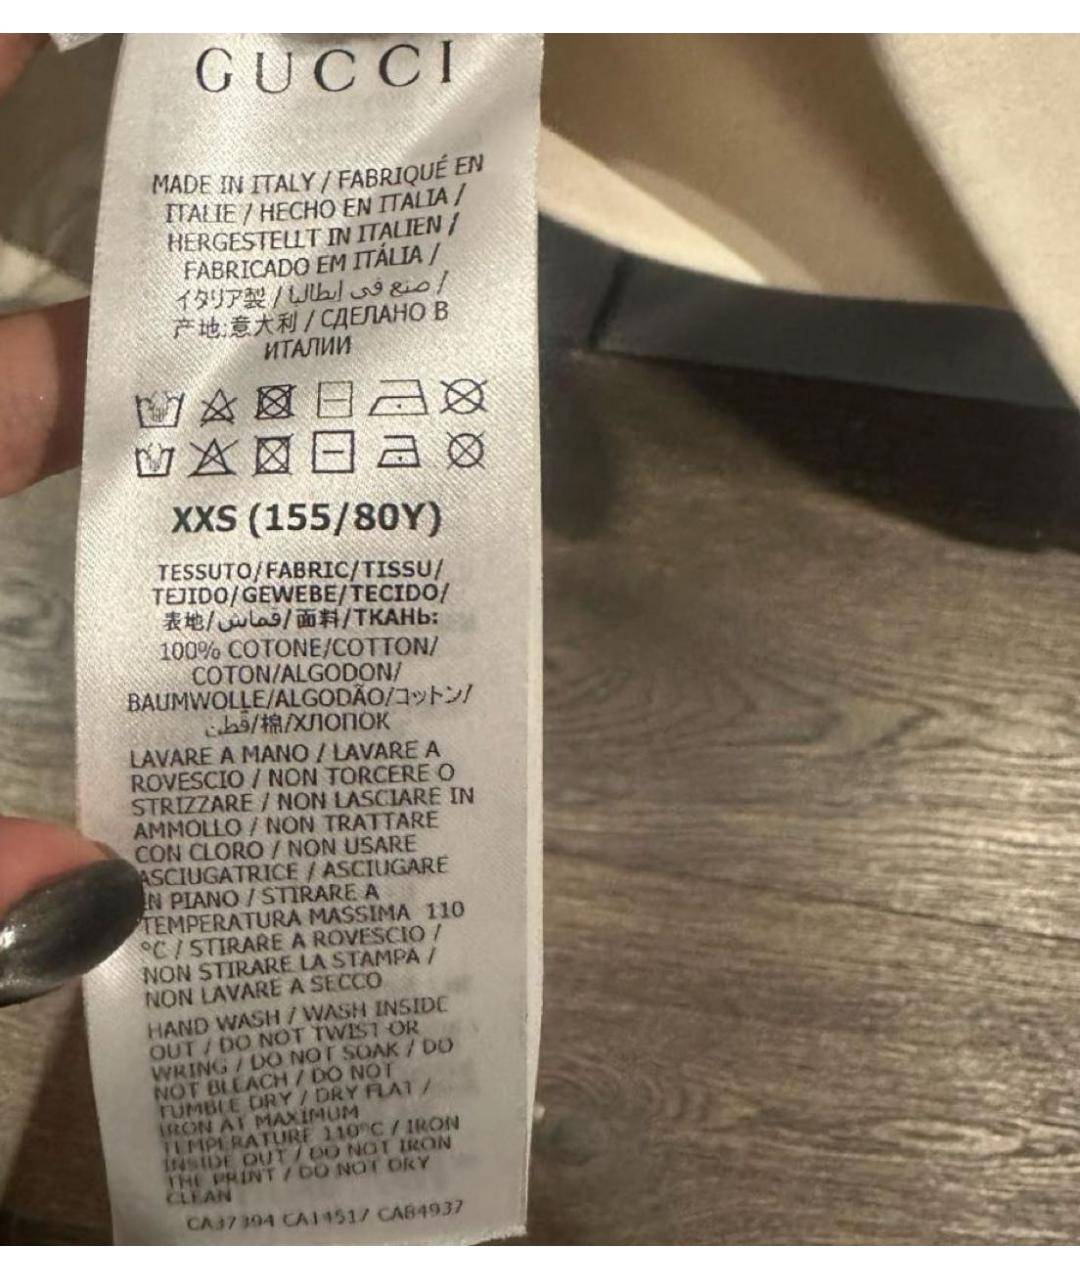 GUCCI
MADE IN ITALY / FABRIQUÉ EN
ITALIE / HECHO EN ITALIA /
HERGESTELLT IN ITALIEN /
FABRICADO EM ITÁLIA /
イタリア製 / صنع في إيطاليا /
产地:意大利 / СДЕЛАНО В
ИТАЛИИ
XXS (155/80Y)
TESSUTO/FABRIC/TISSU/
TEJIDO/GEWEBE/TECIDO/
表地/قماش/面料/ТКАНЬ:
100% COTONE/COTTON/
COTON/ALGODON/
BAUMWOLLE/ALGODÃO/コットン/
قطن/棉/ХЛОПОК
LAVARE A MANO / LAVARE A
ROVESCIO / NON TORCERE O
STRIZZARE / NON LASCIARE IN
AMMOLLO / NON TRATTARE
CON CLORO / NON USARE
ASCIUGATRICE / ASCIUGARE
IN PIANO / STIRARE A
TEMPERATURA MASSIMA 110
°C / STIRARE A ROVESCIO /
NON STIRARE LA STAMPA /
NON LAVARE A SECCO
HAND WASH / WASH INSIDE
OUT / DO NOT TWIST OR
WRING / DO NOT SOAK / DO
NOT BLEACH / DO NOT
TUMBLE DRY / DRY FLAT /
IRON AT MAXIMUM
TEMPERATURE 110°C / IRON
INSIDE OUT / DO NOT IRON
THE PRINT / DO NOT DRY
CLEAN
CA37394 CA14517 CA84937